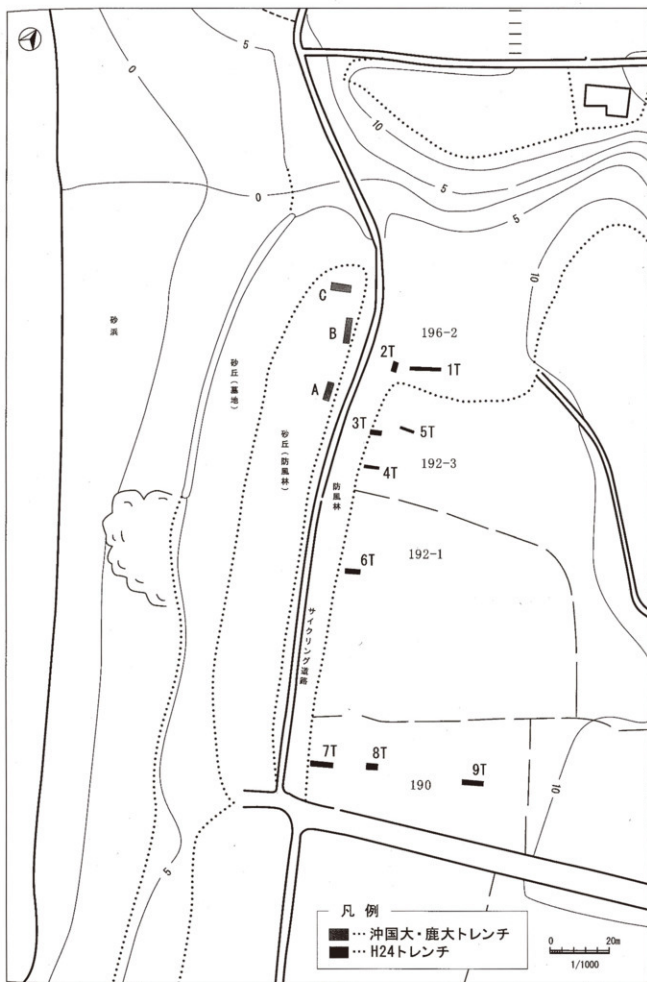 0
5
10
5
0
5
10
C
B
A
196-2
2T
1T
3T
5T
4T
192-3
砂浜
砂丘(墓地)
砂丘(防風林)
防風林
192-1
6T
サイクリング道路
7T
8T
9T
190
10
5
凡 例
…沖国大・鹿大トレンチ
…H24トレンチ
0 20m
1/1000